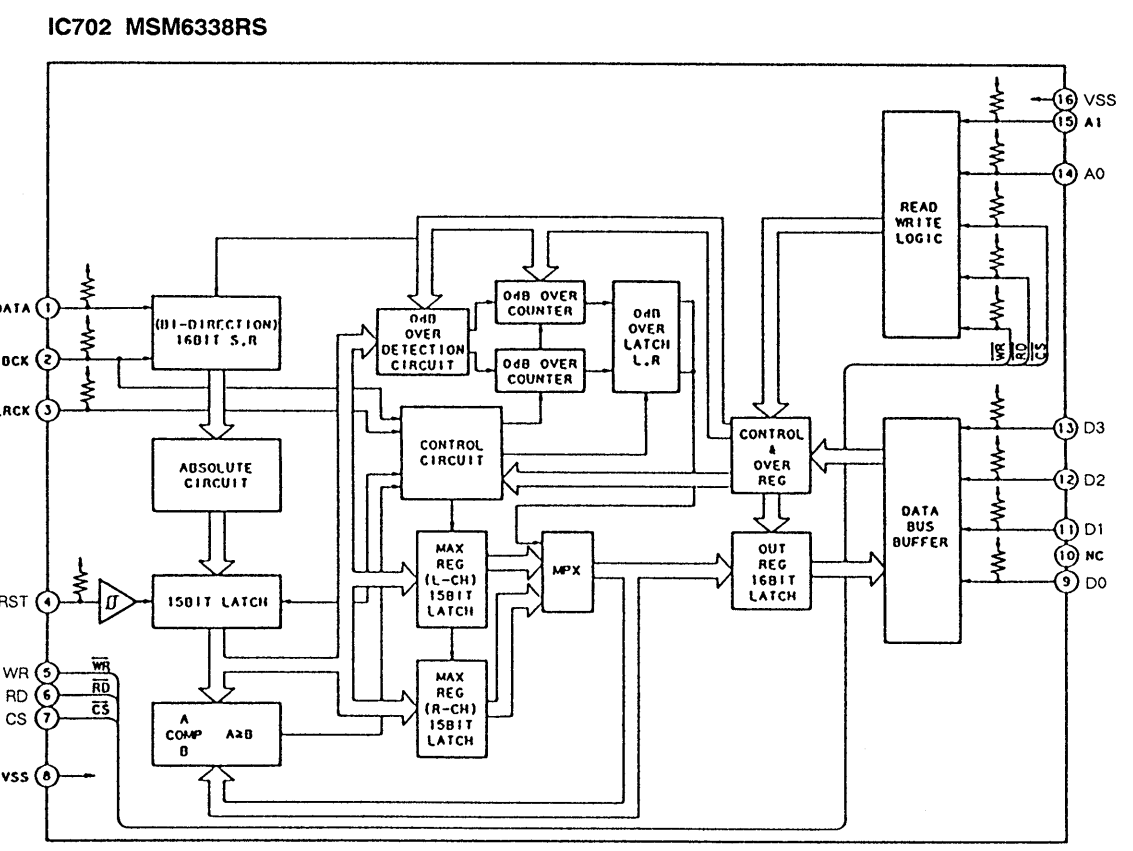 IC702 MSM6338RS
16 VSS
15 A1
14 A0
READ
WRITE
LOGIC
WR RD CS
DATA 1
BCK 2
LRCK 3
(BI-DIRECTION)
16BIT S.R
0dB
OVER
DETECTION
CIRCUIT
0dB OVER
COUNTER
0dB OVER
COUNTER
0dB
OVER
LATCH
L.R
ABSOLUTE
CIRCUIT
CONTROL
CIRCUIT
CONTROL
&
OVER
REG
13 D3
12 D2
11 D1
10 NC
9 D0
DATA
BUS
BUFFER
MAX
REG
(L-CH)
15BIT
LATCH
MPX
OUT
REG
16BIT
LATCH
RST 4
15BIT LATCH
WR 5 WR
RD 6 RD
CS 7 CS
VSS 8
A
COMP A≥B
B
MAX
REG
(R-CH)
15BIT
LATCH